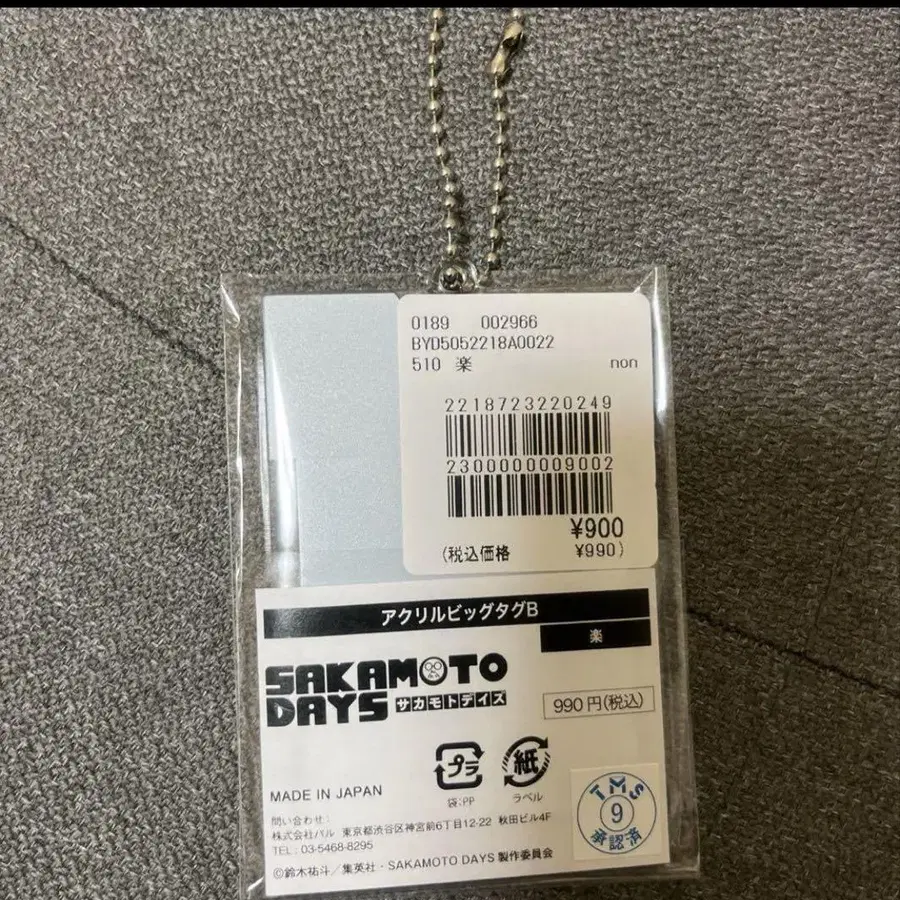 0189 002966
BY05052218A0022
510 楽 non
2218723220249
2300000009002
¥900
(税込価格 ¥990)
アクリルビッグタグB
楽
SAKAMOTO
DAYS サカモトデイズ
990円(税込)
プラ
紙
袋:PP
ラベル
MADE IN JAPAN
問い合わせ:
株式会社パル 東京都渋谷区神宮前6丁目12-22 秋田ビル4F
TEL : 03-5468-8295
©鈴木祐斗/集英社・SAKAMOTO DAYS 製作委員会
TMS
9
承認済